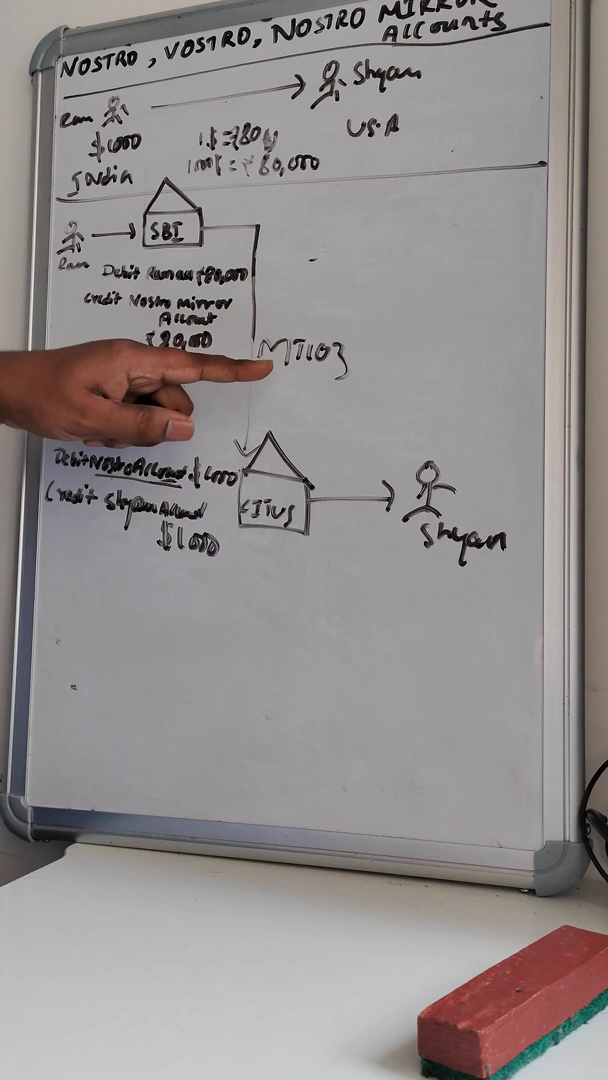 NOSTRO, VOSTRO, NOSTRO MIRROR
Accounts
Ram
Shyam
$1000
1$=₹80
USA
1000$=₹80,000
India
SBI
Ram
Debit Ram a/c ₹80,000
Credit Nostro Mirror
Account
₹80,000
MT103
Debit Nostro Account $1000
Credit Shyam Account
$1000
CITI US
Shyam